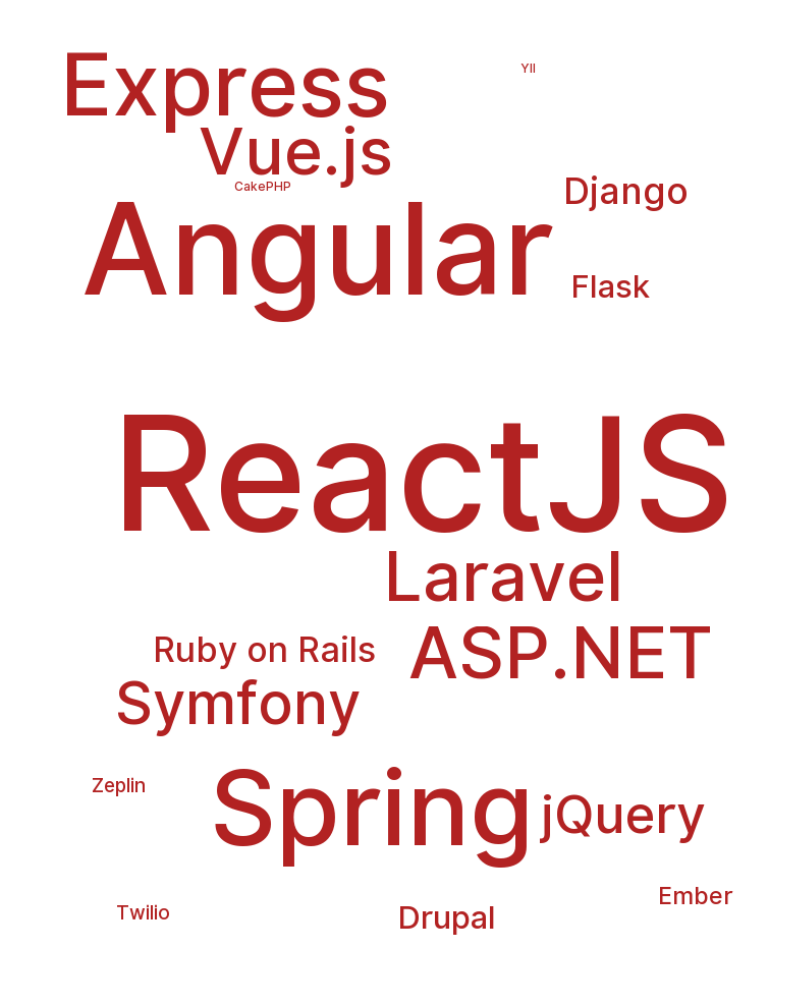 Express
YII
Vue.js
CakePHP
Django
Angular
Flask
ReactJS
Laravel
Ruby on Rails
ASP.NET
Symfony
Zeplin
Spring
jQuery
Ember
Twilio
Drupal